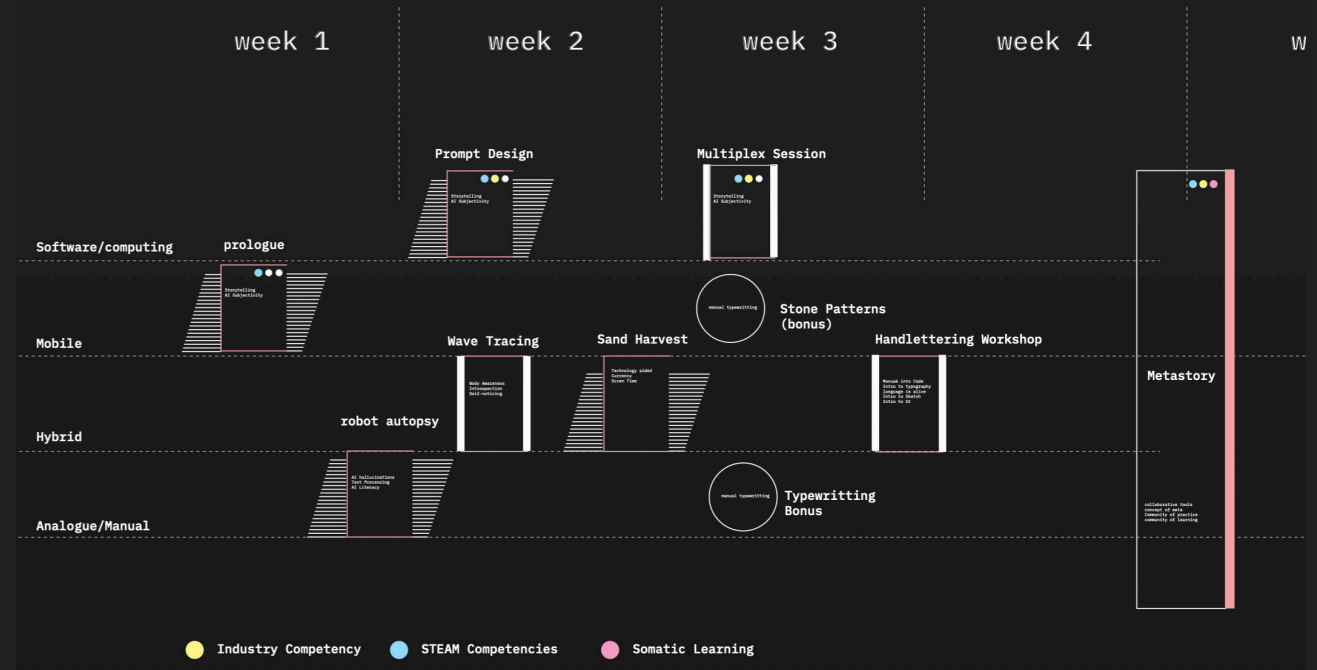 week 1
week 2
week 3
week 4
w
Prompt Design
Storytelling
AI Subjectivity
Multiplex Session
Storytelling
AI Subjectivity
Software/computing
prologue
Storytelling
AI Subjectivity
manual typewritting
Stone Patterns
(bonus)
Mobile
Wave Tracing
Body Awareness
Introspection
Self-noticing
Sand Harvest
Technology aided
Currency
Scren Time
Handlettering Workshop
Manuak into Code
Intro to typography
language is alive
Intro to Sketch
Intro to UI
Metastory
collaborative tools
concept of meta
Community of practice
community of learning
robot autopsy
AI hallucinations
Text Processing
AI Literacy
Hybrid
manual typewritting
Typewritting
Bonus
Analogue/Manual
Industry Competency
STEAM Competencies
Somatic Learning